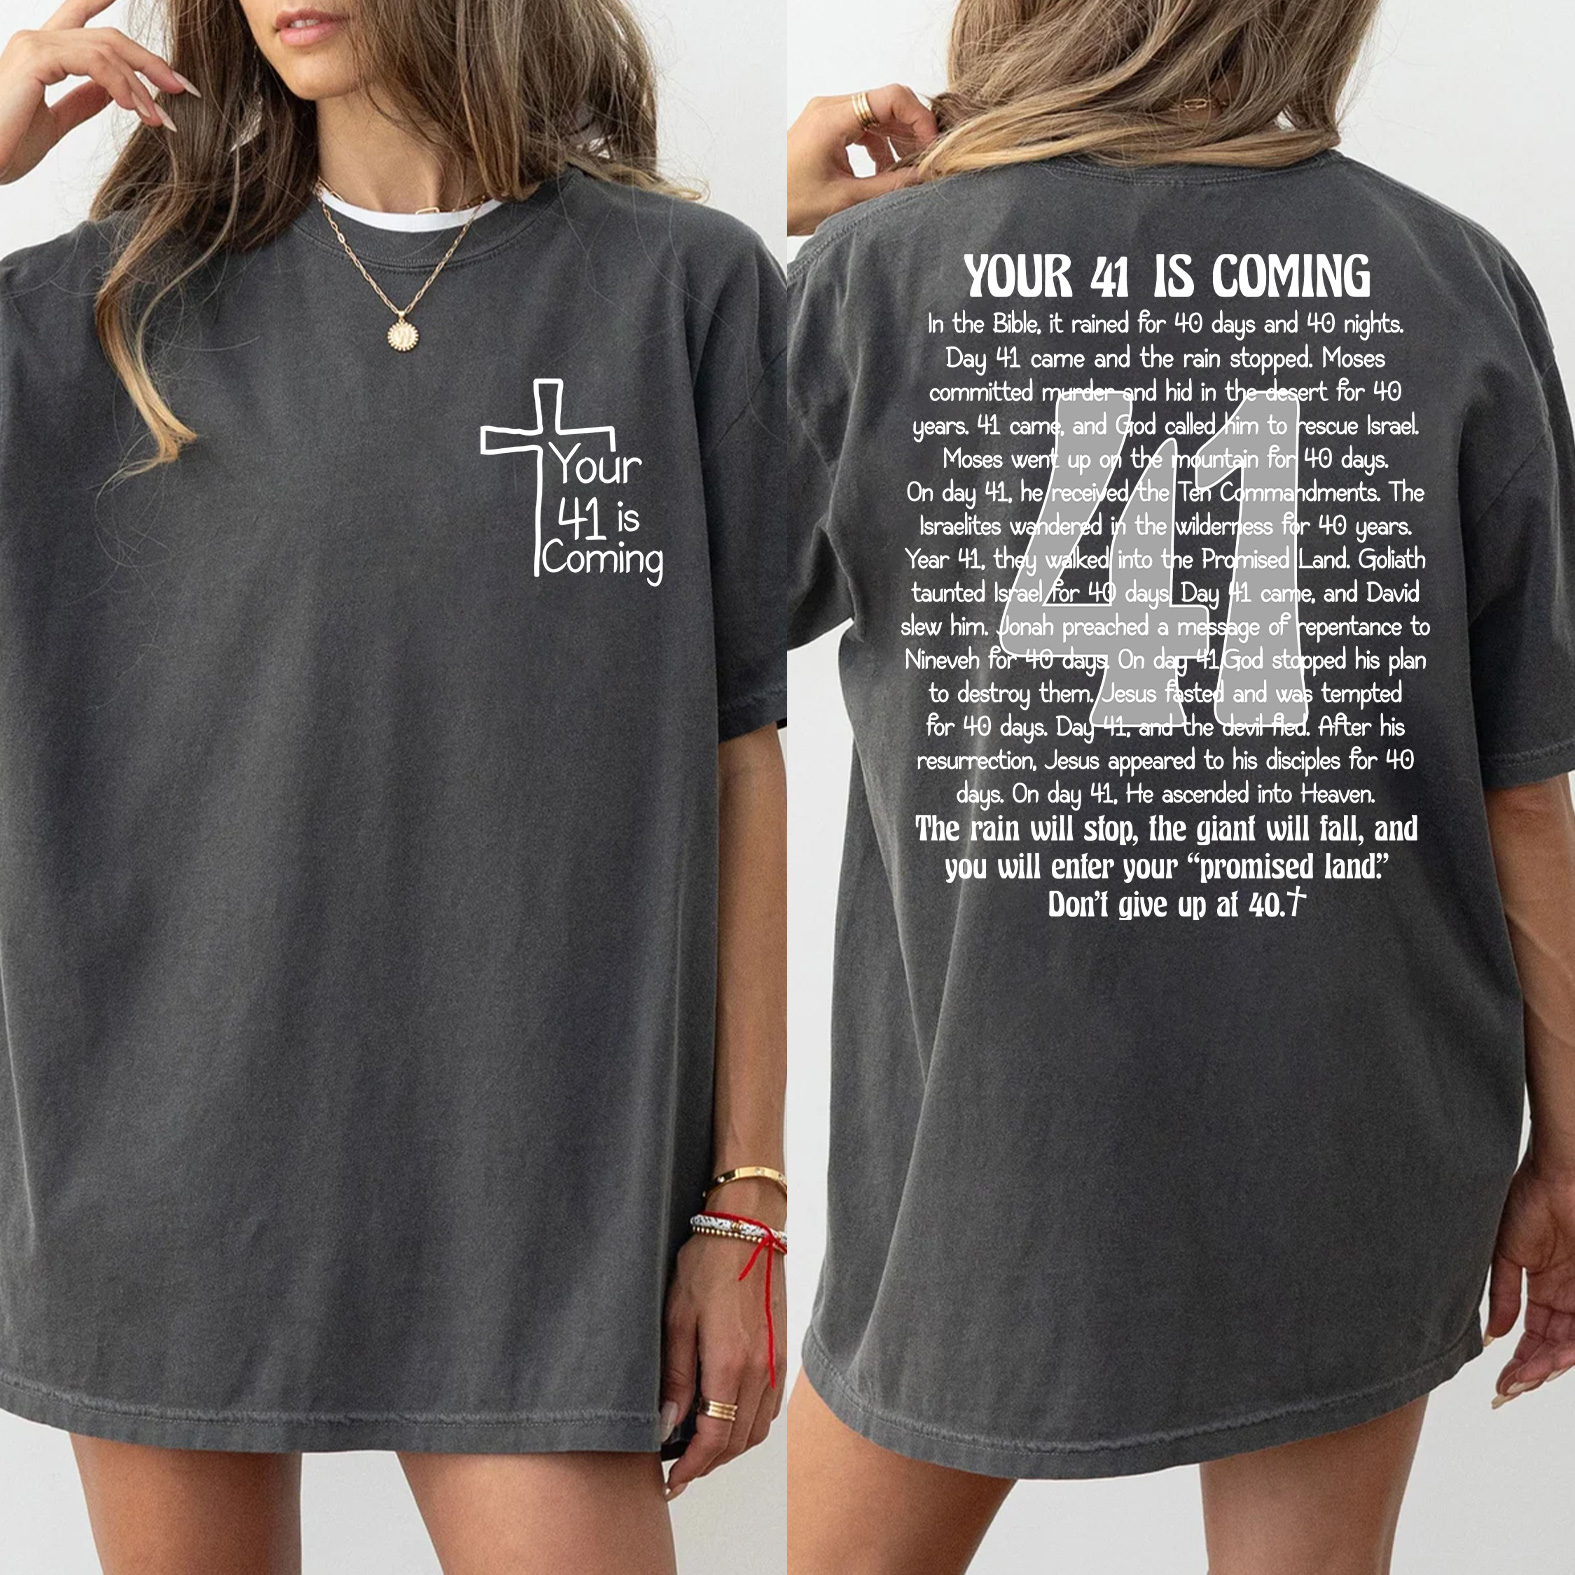 Your
41 is
Coming
YOUR 41 IS COMING
In the Bible, it rained for 40 days and 40 nights.
Day 41 came and the rain stopped. Moses
committed murder and hid in the desert for 40
years. 41 came, and God called him to rescue Israel.
Moses went up on the mountain for 40 days.
On day 41, he received the Ten Commandments. The
Israelites wandered in the wilderness for 40 years.
Year 41, they walked into the Promised Land. Goliath
taunted Israel for 40 days. Day 41 came, and David
slew him. Jonah preached a message of repentance to
Nineveh for 40 days. On day 41 God stopped his plan
to destroy them. Jesus fasted and was tempted
for 40 days. Day 41, and the devil fled. After his
resurrection, Jesus appeared to his disciples for 40
days. On day 41, He ascended into Heaven.
The rain will stop, the giant will fall, and
you will enter your “promised land.”
Don't give up at 40.†
41